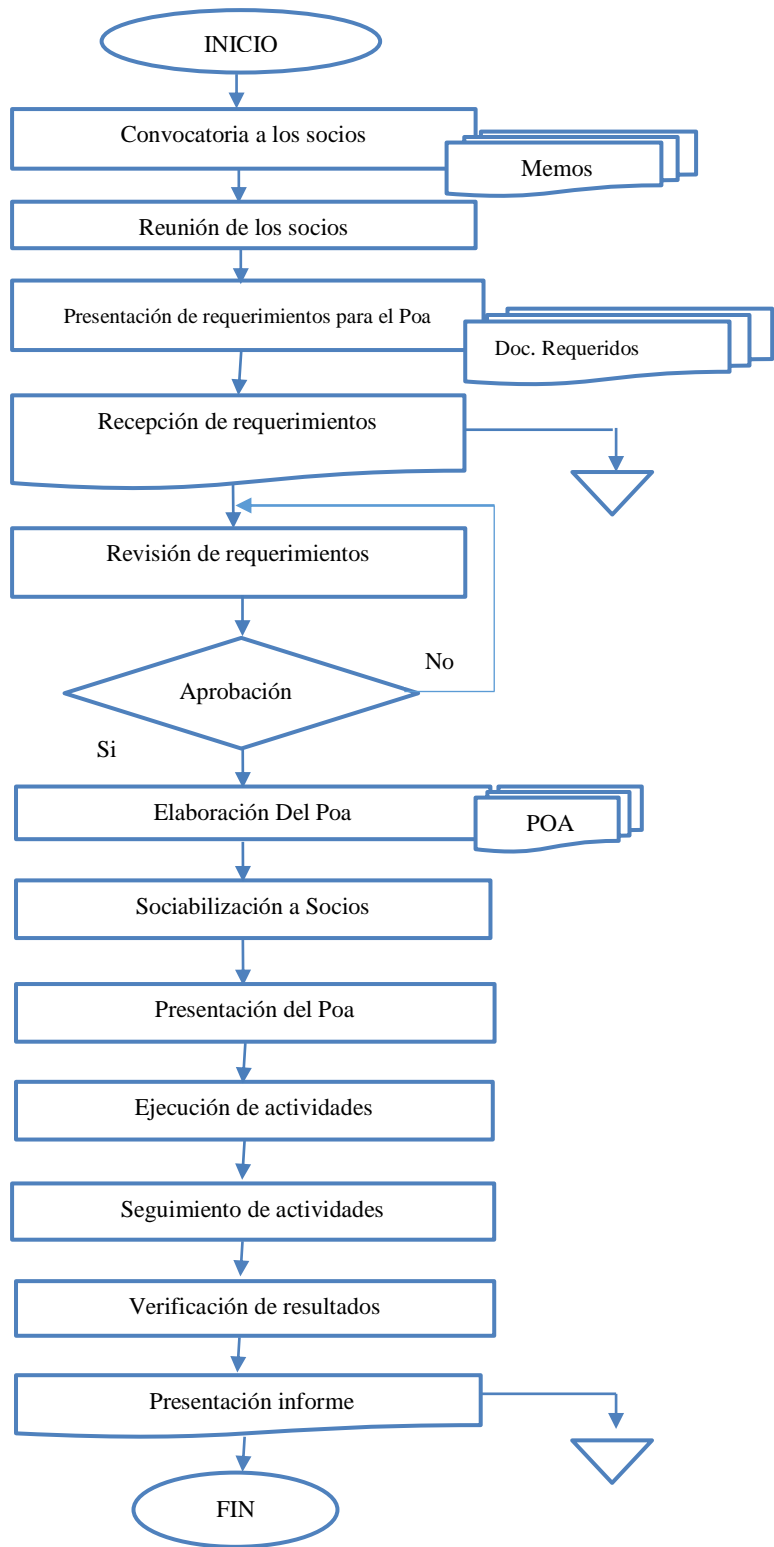 INICIO
Convocatoria a los socios
Memos
Reunión de los socios
Presentación de requerimientos para el Poa
Doc. Requeridos
Recepción de requerimientos
Revisión de requerimientos
No
Aprobación
Si
Elaboración Del Poa
POA
Sociabilización a Socios
Presentación del Poa
Ejecución de actividades
Seguimiento de actividades
Verificación de resultados
Presentación informe
FIN